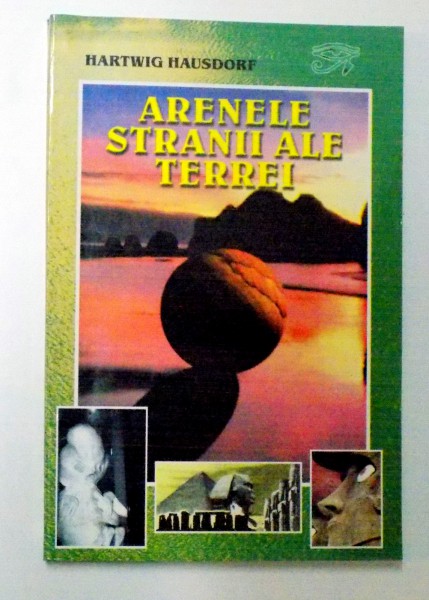 HARTWIG HAUSDORF
ARENELE
STRANII ALE
TERREI